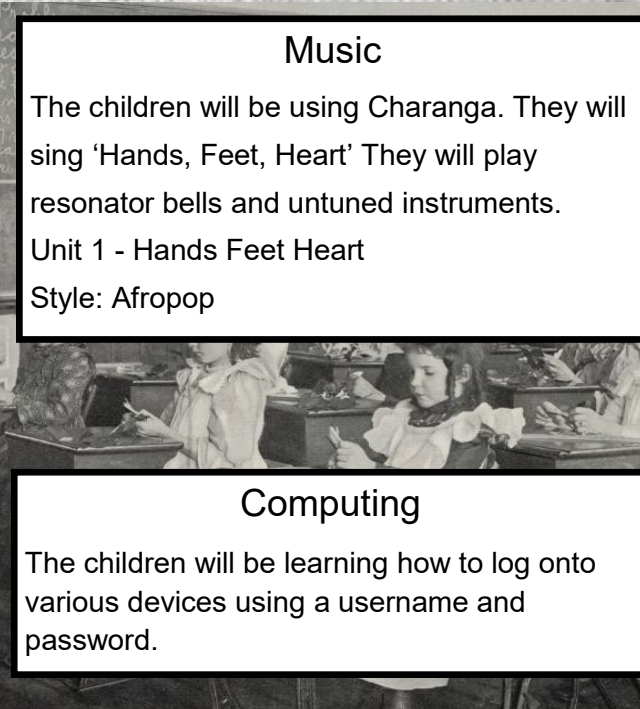 Music
The children will be using Charanga. They will
sing ‘Hands, Feet, Heart’ They will play
resonator bells and untuned instruments.
Unit 1 - Hands Feet Heart
Style: Afropop
Computing
The children will be learning how to log onto
various devices using a username and
password.